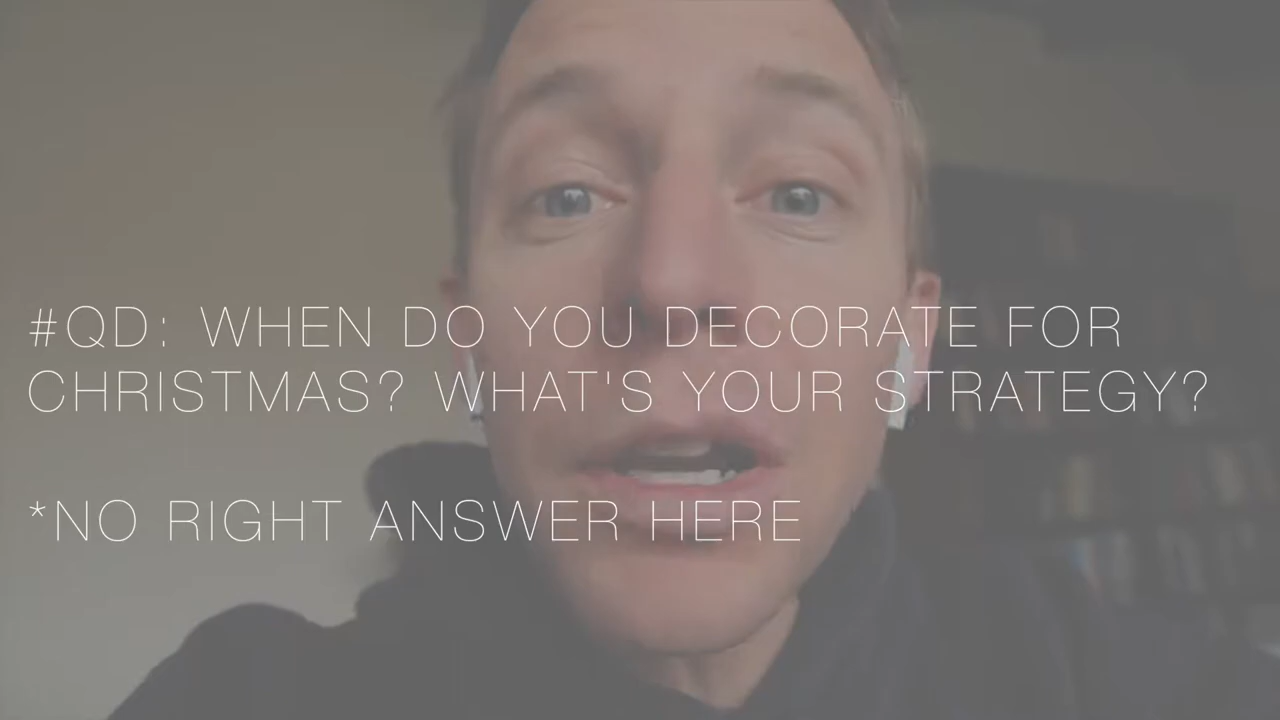 #QD: WHEN DO YOU DECORATE FOR
CHRISTMAS? WHAT'S YOUR STRATEGY?
*NO RIGHT ANSWER HERE